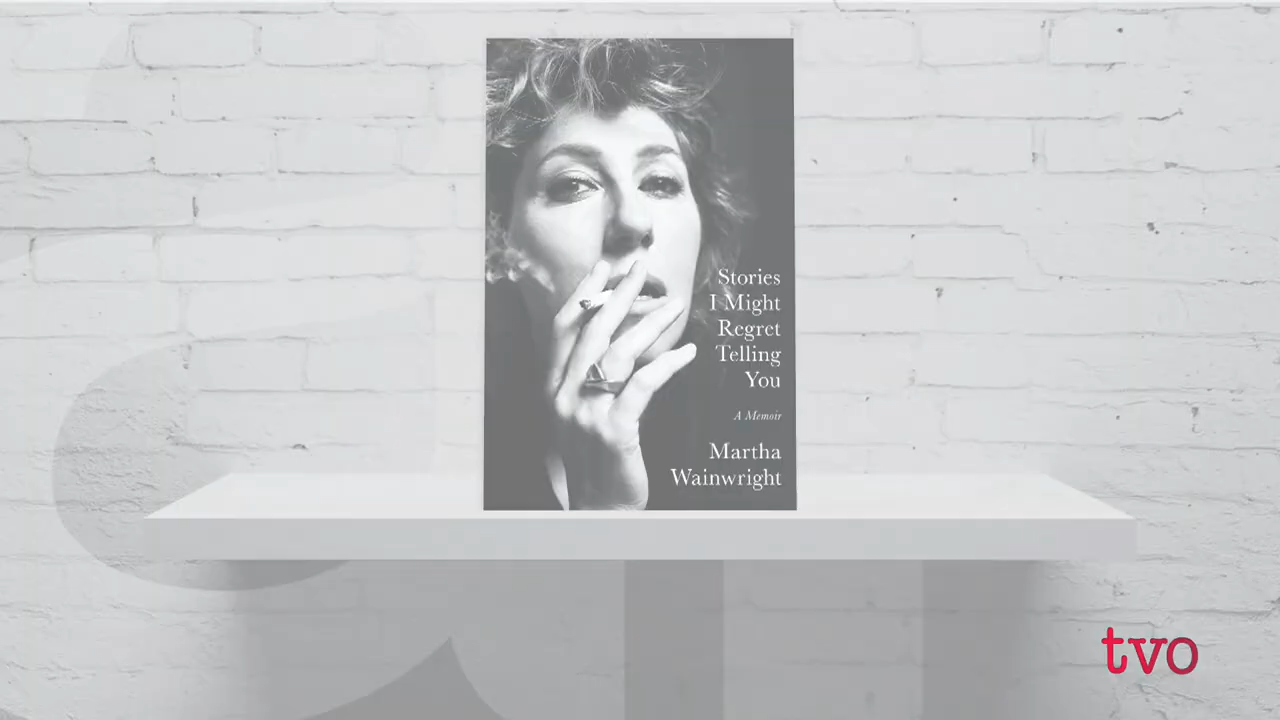 Stories
I Might
Regret
Telling
You
A Memoir
Martha
Wainwright
tvo